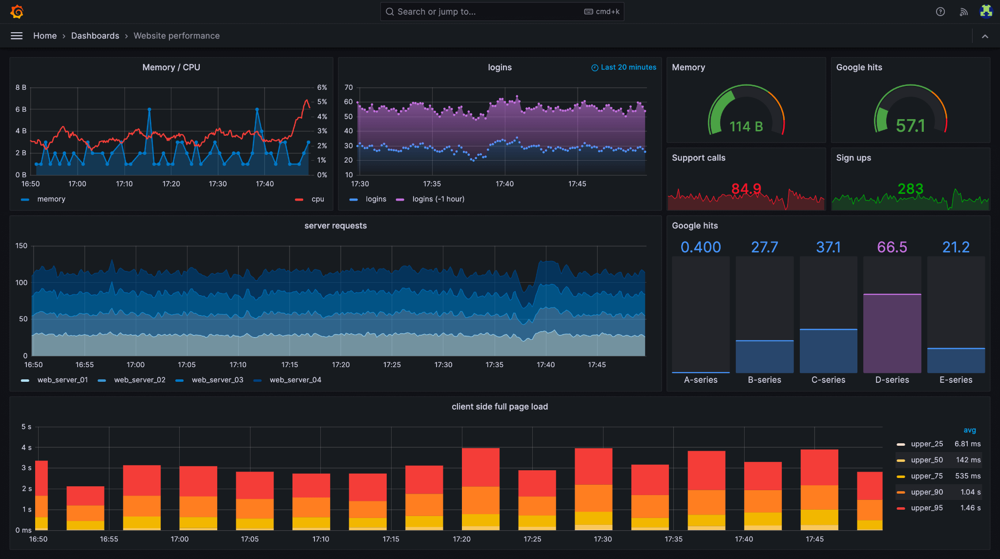 Search or jump to... cmd+k
Home › Dashboards › Website performance
Memory / CPU
8 B
6 B
4 B
2 B
0 B
6%
5%
4%
3%
2%
1%
0%
16:50 17:00 17:10 17:20 17:30 17:40
memory cpu
logins Last 20 minutes
70
60
50
40
30
20
10
17:30 17:35 17:40 17:45
logins logins (-1 hour)
Memory
114 B
Google hits
57.1
Support calls
84.9
Sign ups
283
server requests
150
100
50
0
16:50 16:55 17:00 17:05 17:10 17:15 17:20 17:25 17:30 17:35 17:40 17:45
web_server_01 web_server_02 web_server_03 web_server_04
Google hits
0.400 27.7 37.1 66.5 21.2
A-series B-series C-series D-series E-series
client side full page load
5 s
4 s
3 s
2 s
1 s
0 ms
16:50 16:55 17:00 17:05 17:10 17:15 17:20 17:25 17:30 17:35 17:40 17:45
avg
upper_25 6.81 ms
upper_50 142 ms
upper_75 535 ms
upper_90 1.04 s
upper_95 1.46 s